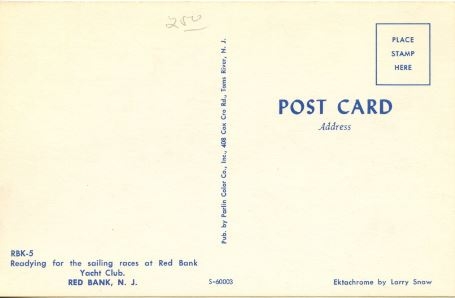 250
PLACE
STAMP
HERE
POST CARD
Address
Pub. by Parlin Color Co., Inc., 408 Cox Cro Rd., Toms River, N. J.
RBK-5
Readying for the sailing races at Red Bank
Yacht Club.
RED BANK, N. J.
S-60003
Ektachrome by Larry Snow